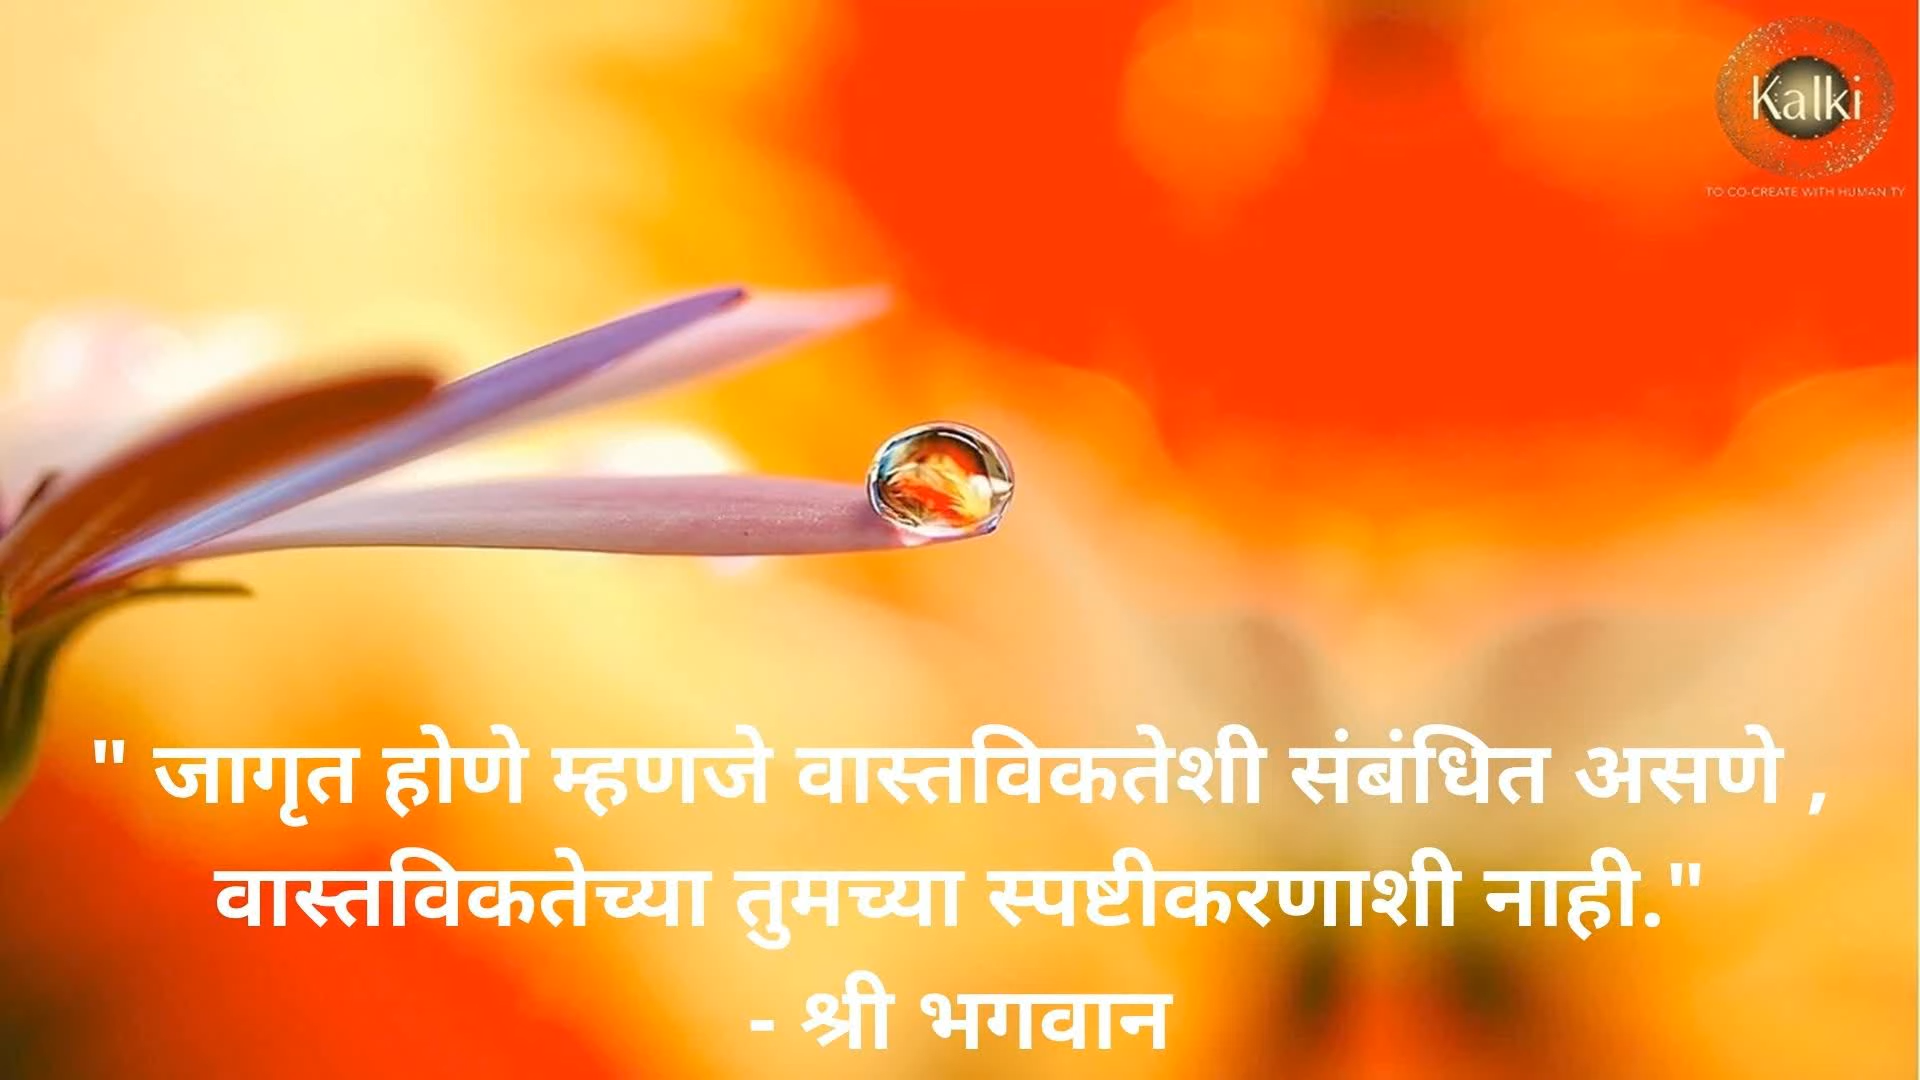 Kalki
TO CO-CREATE WITH HUMANITY
" जागृत होणे म्हणजे वास्तविकतेशी संबंधित असणे ,
वास्तविकतेच्या तुमच्या स्पष्टीकरणाशी नाही."
- श्री भगवान